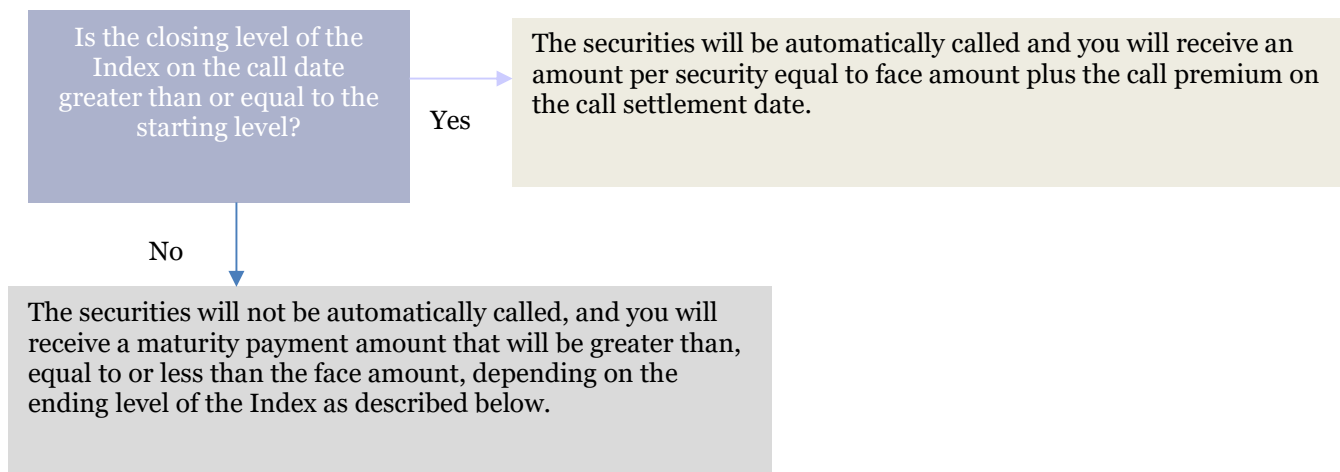 Is the closing level of the
Index on the call date
greater than or equal to the
starting level?
The securities will be automatically called and you will receive an
amount per security equal to face amount plus the call premium on
the call settlement date.
Yes
No
The securities will not be automatically called, and you will
receive a maturity payment amount that will be greater than,
equal to or less than the face amount, depending on the
ending level of the Index as described below.